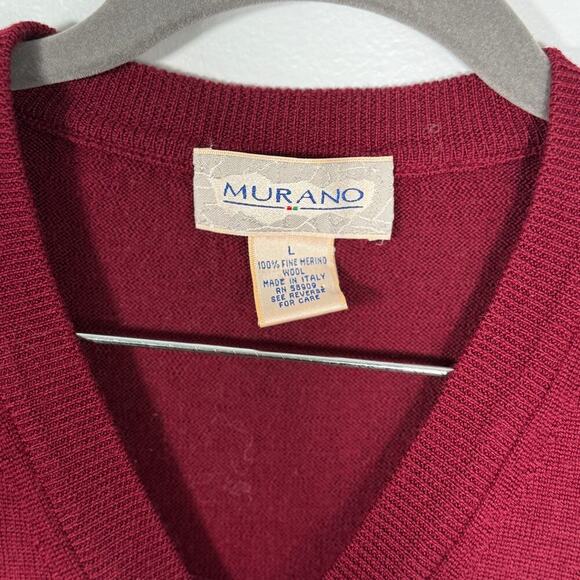 MURANO
L
100% FINE MERINO
WOOL
MADE IN ITALY
RN 58909
SEE REVERSE
FOR CARE